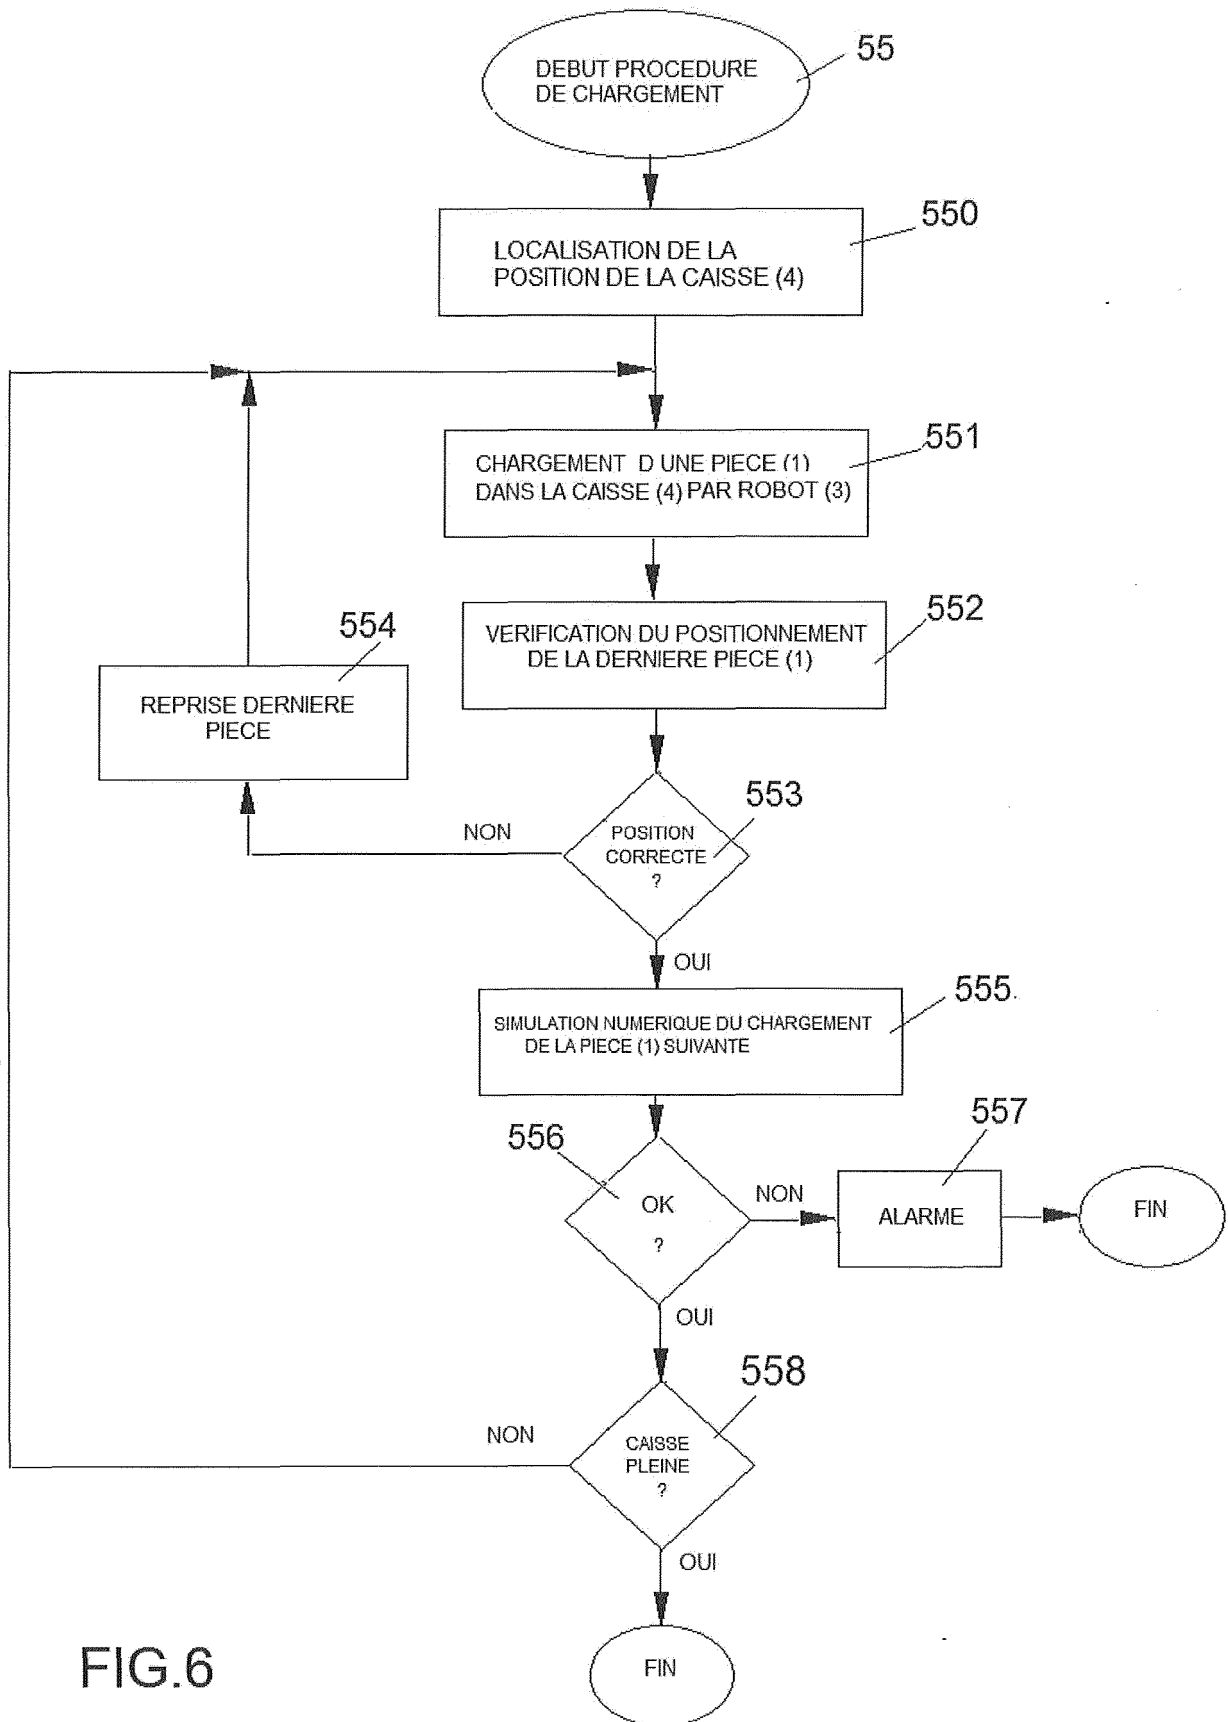 55
DEBUT PROCEDURE
DE CHARGEMENT
550
LOCALISATION DE LA
POSITION DE LA CAISSE (4)
551
CHARGEMENT D UNE PIECE (1)
DANS LA CAISSE (4) PAR ROBOT (3)
552
VERIFICATION DU POSITIONNEMENT
DE LA DERNIERE PIECE (1)
554
REPRISE DERNIERE
PIECE
553
NON
POSITION
CORRECTE
?
OUI
555
SIMULATION NUMERIQUE DU CHARGEMENT
DE LA PIECE (1) SUIVANTE
556
557
OK
?
NON
ALARME
FIN
OUI
558
NON
CAISSE
PLEINE
?
OUI
FIN
FIG.6